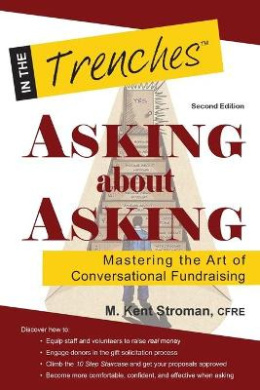 IN THE
Trenches™
Second Edition
ASKING
about
ASKING
Mastering the Art of
Conversational Fundraising
M. Kent Stroman, CFRE
Discover how to:
• Equip staff and volunteers to raise real money
• Engage donors in the gift solicitation process
• Climb the 10 Step Staircase and get your proposals approved
• Become more comfortable, confident, and effective when asking